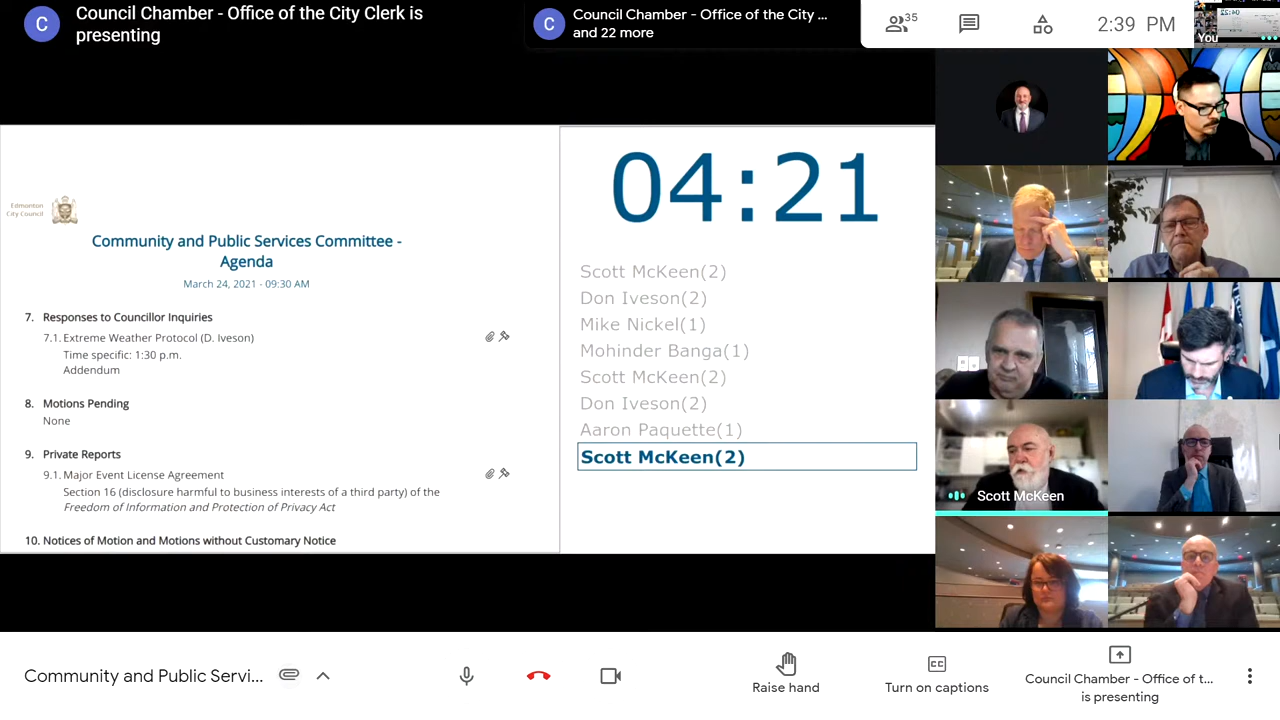 C
Council Chamber - Office of the City Clerk is
presenting
C
Council Chamber - Office of the City ...
and 22 more
35
2:39 PM
You
Edmonton
City Council
Community and Public Services Committee -
Agenda
March 24, 2021 - 09:30 AM
7. Responses to Councillor Inquiries
7.1. Extreme Weather Protocol (D. Iveson)
Time specific: 1:30 p.m.
Addendum
8. Motions Pending
None
9. Private Reports
9.1. Major Event License Agreement
Section 16 (disclosure harmful to business interests of a third party) of the
Freedom of Information and Protection of Privacy Act
10. Notices of Motion and Motions without Customary Notice
04:21
Scott McKeen(2)
Don Iveson(2)
Mike Nickel(1)
Mohinder Banga(1)
Scott McKeen(2)
Don Iveson(2)
Aaron Paquette(1)
Scott McKeen(2)
Scott McKeen
Community and Public Servi...
Raise hand
CC
Turn on captions
Council Chamber - Office of t...
is presenting